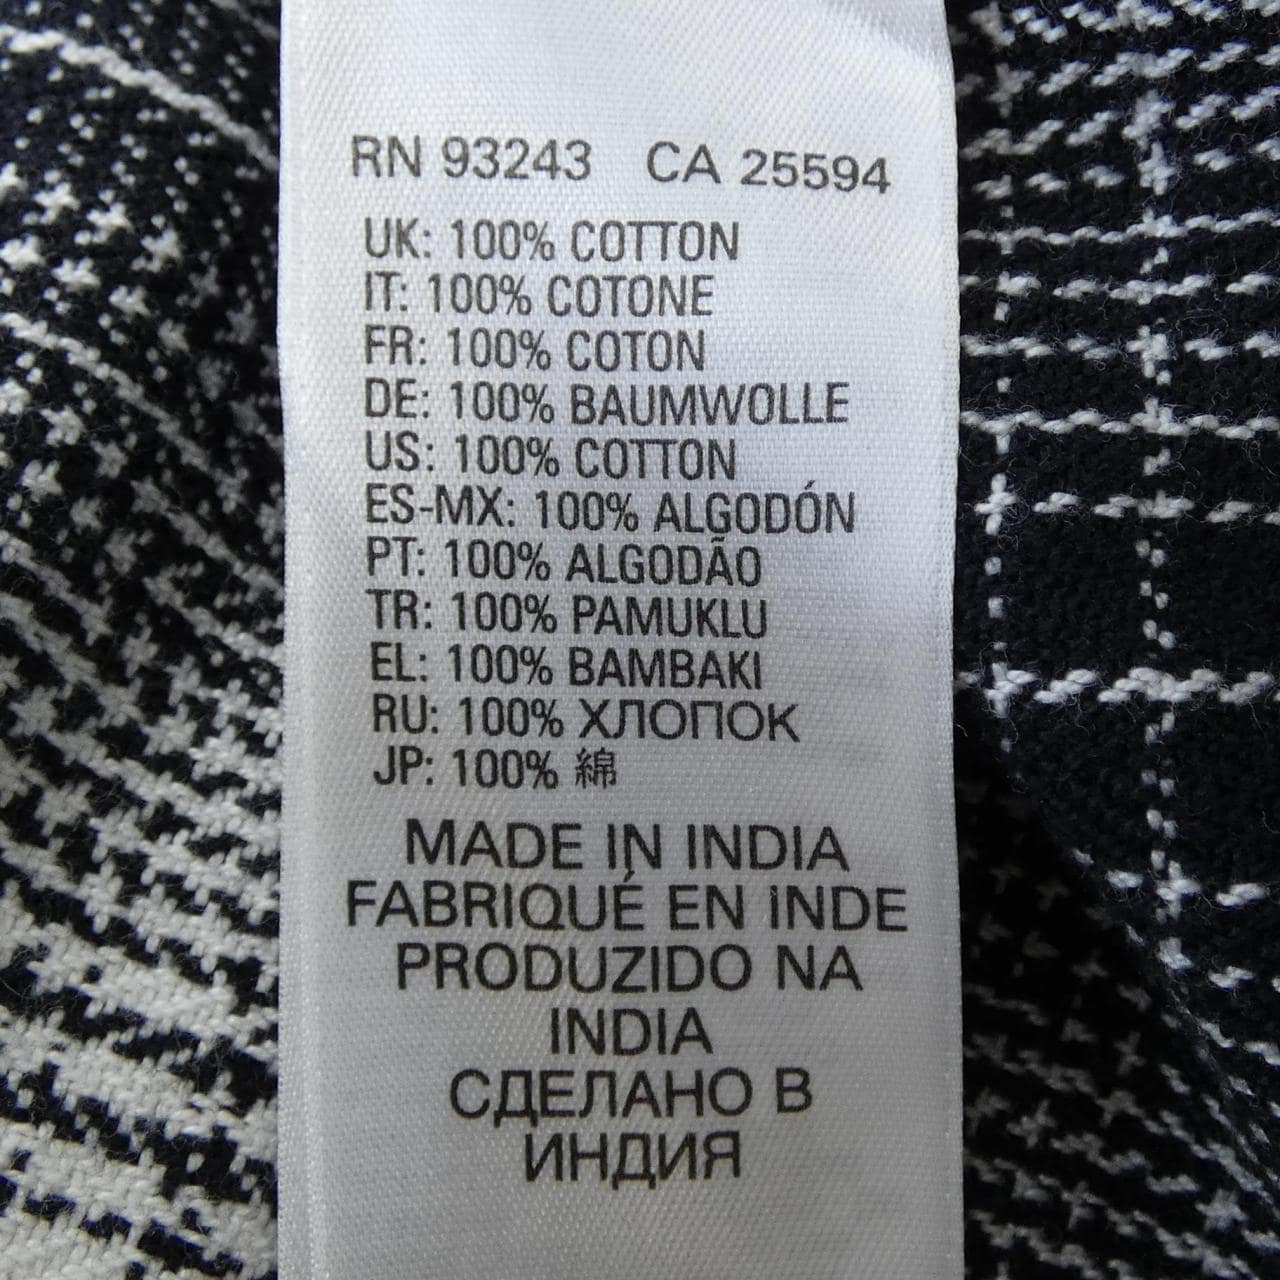 RN 93243 CA 25594
UK: 100% COTTON
IT: 100% COTONE
FR: 100% COTON
DE: 100% BAUMWOLLE
US: 100% COTTON
ES-MX: 100% ALGODÓN
PT: 100% ALGODÃO
TR: 100% PAMUKLU
EL: 100% BAMBAKI
RU: 100% ХЛОПОК
JP: 100% 綿
MADE IN INDIA
FABRIQUÉ EN INDE
PRODUZIDO NA
INDIA
СДЕЛАНО В
ИНДИЯ